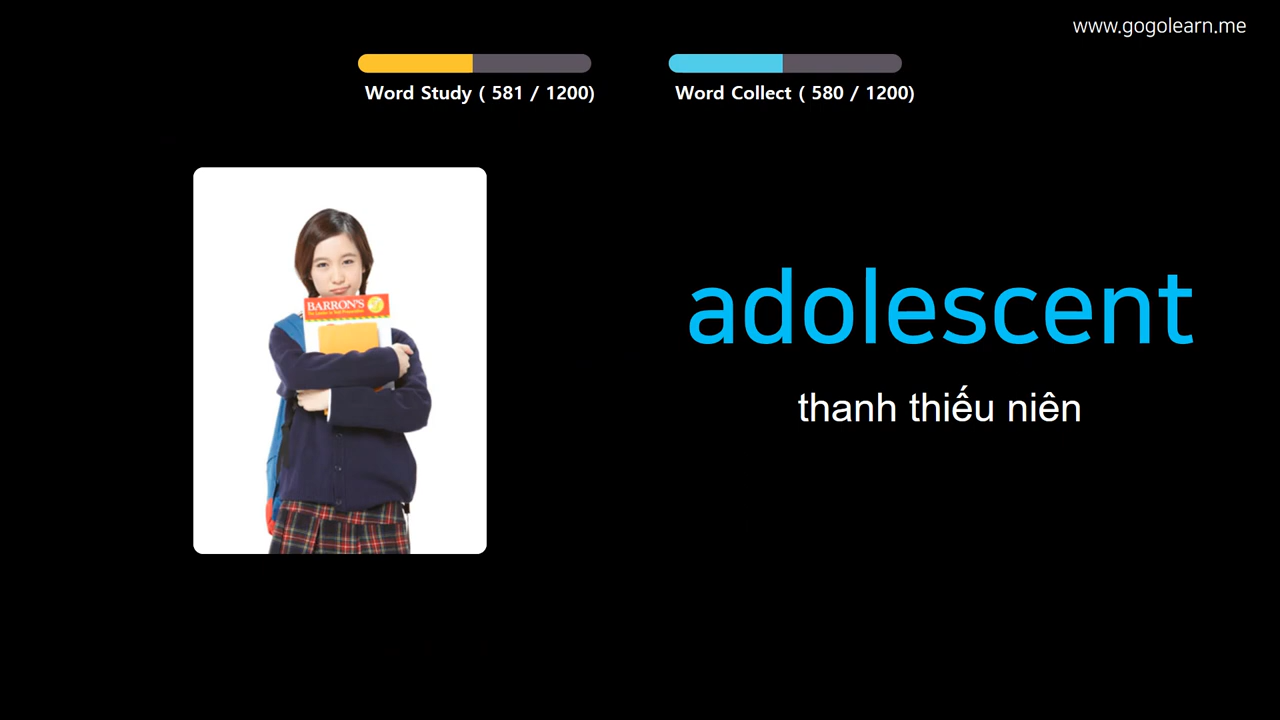 www.gogolearn.me
Word Study ( 581 / 1200)
Word Collect ( 580 / 1200)
BARRON'S
adolescent
thanh thiếu niên